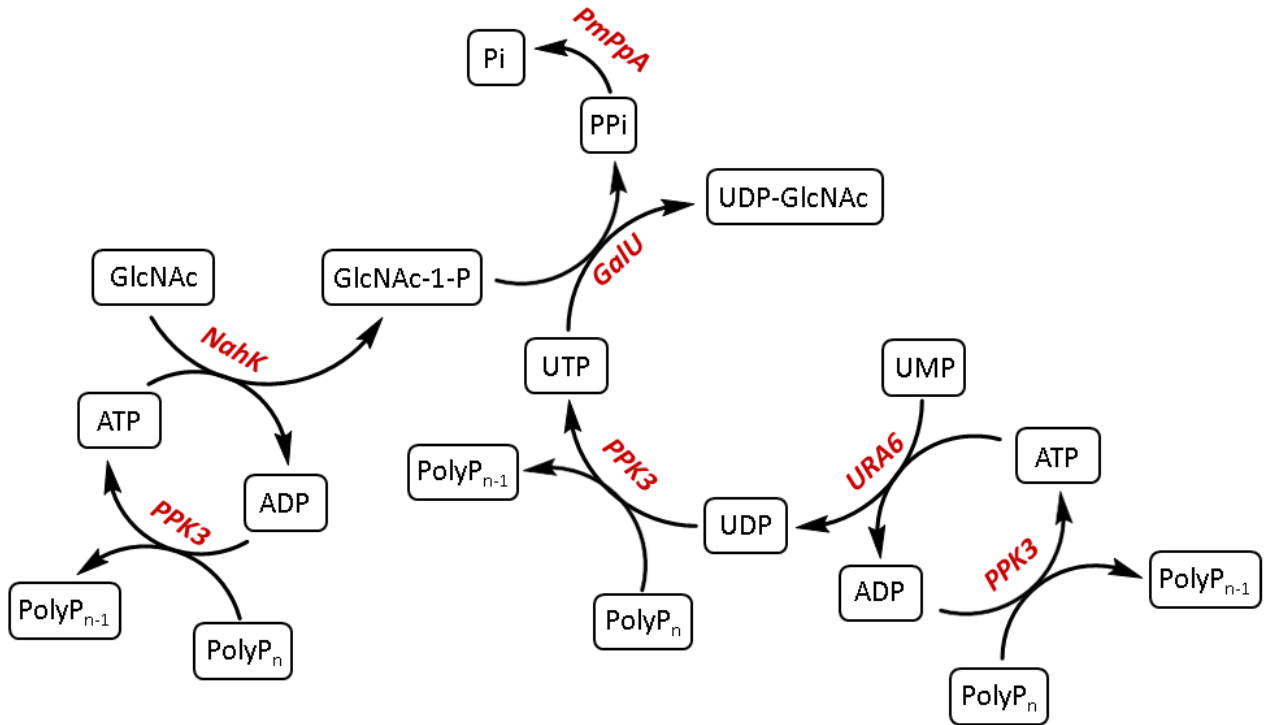 PmPpA
Pi
PPi
UDP-GlcNAc
GalU
GlcNAc
GlcNAc-1-P
NahK
UTP
UMP
ATP
PPK3
URA6
ATP
PolyPn-1
ADP
PPK3
UDP
PPK3
ADP
PolyPn-1
PolyPn-1
PolyPn
PolyPn
PolyPn